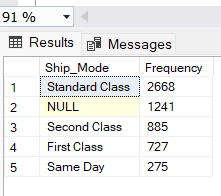 91 %
Results Messages
Ship_Mode Frequency
1 Standard Class 2668
2 NULL 1241
3 Second Class 885
4 First Class 727
5 Same Day 275